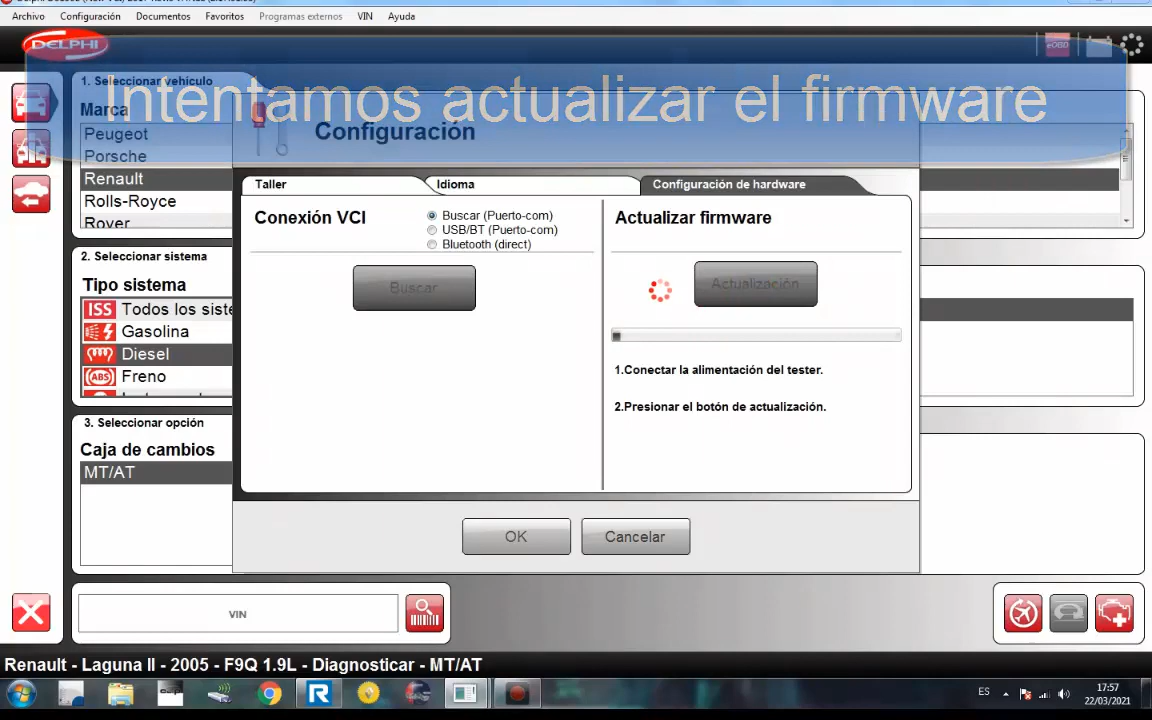 Archivo Configuración Documentos Favoritos Programas externos VIN Ayuda
DELPHI
eOBD
Intentamos actualizar el firmware
1. Seleccionar vehículo
Marca
Peugeot
Porsche
Renault
Rolls-Royce
Rover
2. Seleccionar sistema
Tipo sistema
ISS Todos los siste
Gasolina
Diesel
ABS Freno
3. Seleccionar opción
Caja de cambios
MT/AT
Configuración
Taller Idioma Configuración de hardware
Conexión VCI
Buscar (Puerto-com)
USB/BT (Puerto-com)
Bluetooth (direct)
Buscar
Actualizar firmware
Actualización
1.Conectar la alimentación del tester.
2.Presionar el botón de actualización.
OK Cancelar
VIN
Renault - Laguna II - 2005 - F9Q 1.9L - Diagnosticar - MT/AT
ES
17:57
22/03/2021